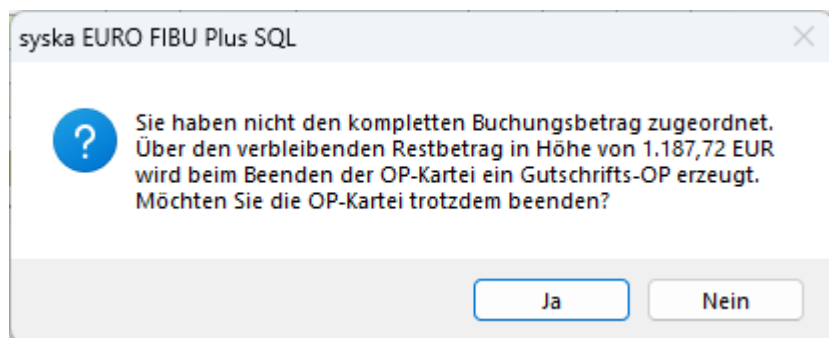 syska EURO FIBU Plus SQL
Sie haben nicht den kompletten Buchungsbetrag zugeordnet.
Über den verbleibenden Restbetrag in Höhe von 1.187,72 EUR
wird beim Beenden der OP-Kartei ein Gutschrifts-OP erzeugt.
Möchten Sie die OP-Kartei trotzdem beenden?
Ja
Nein